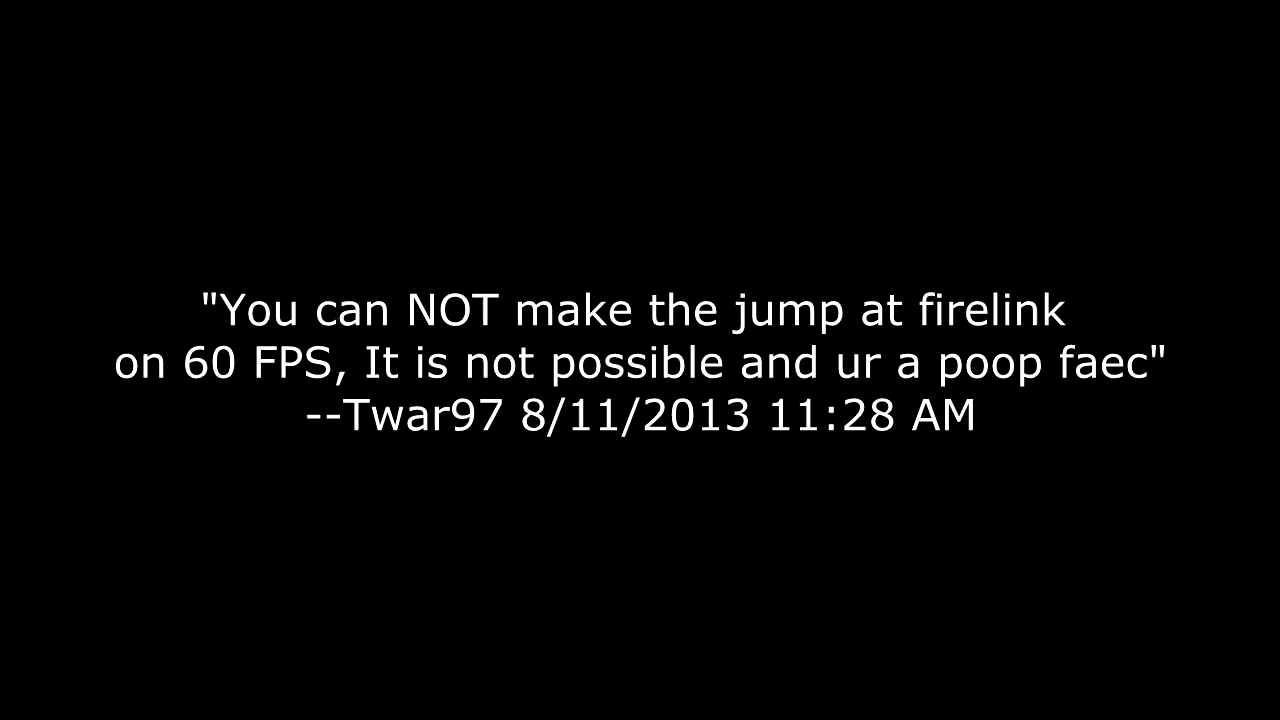 "You can NOT make the jump at firelink
on 60 FPS, It is not possible and ur a poop faec"
--Twar97 8/11/2013 11:28 AM